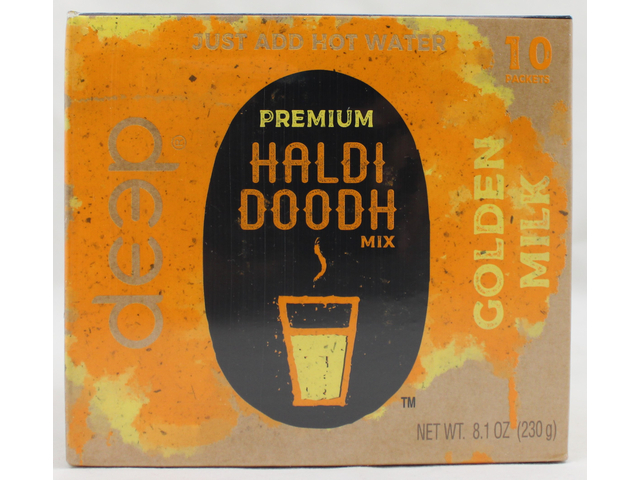 JUST ADD HOT WATER
10
PACKETS
deep®
PREMIUM
HALDI
DOODH
MIX
GOLDEN
MILK
TM
NET WT. 8.1 OZ (230 g)